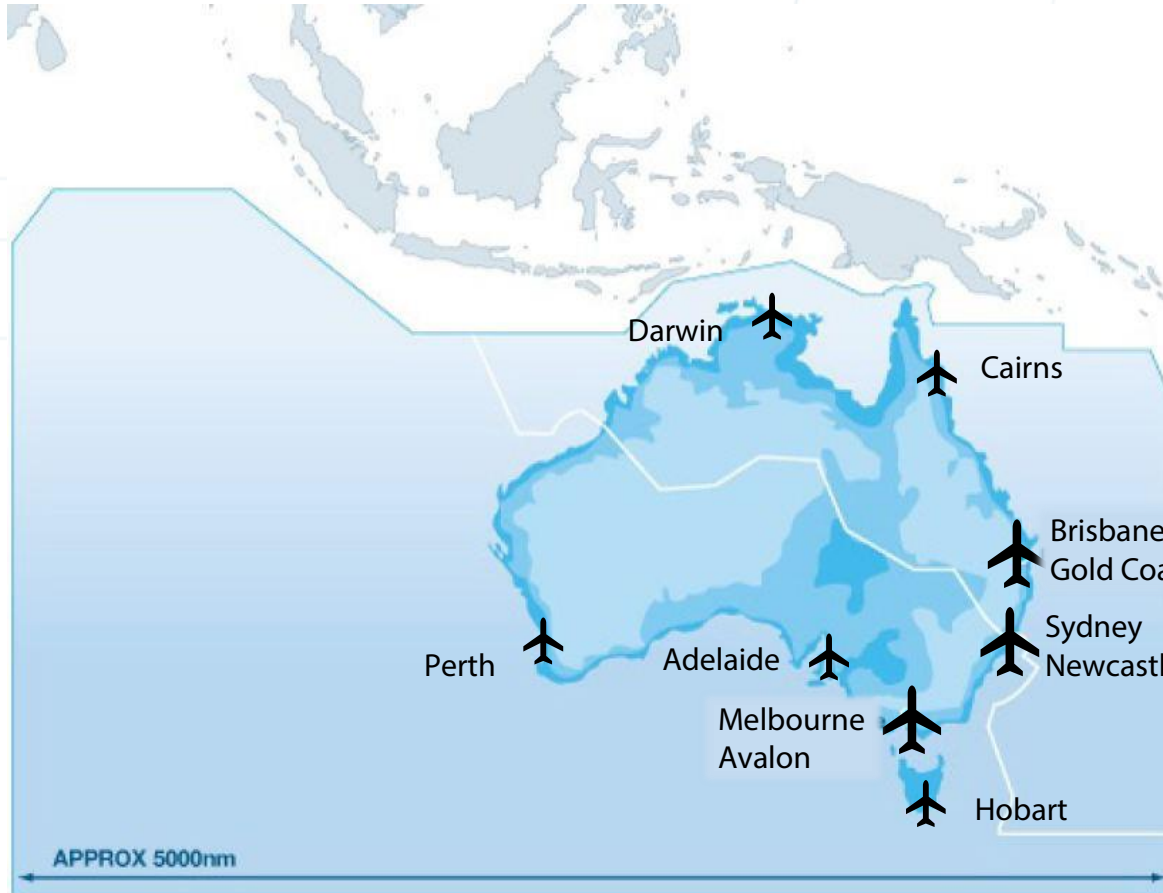 Darwin
Cairns
Brisbane
Gold Coa
Sydney
Newcastl
Perth
Adelaide
Melbourne
Avalon
Hobart
APPROX 5000nm